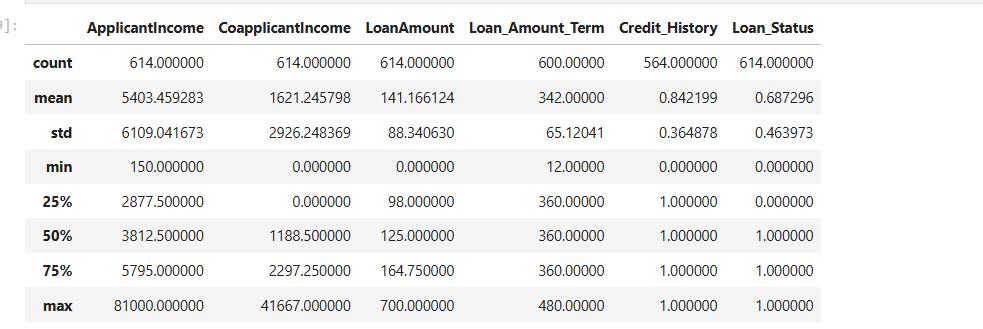 ]:
ApplicantIncome CoapplicantIncome LoanAmount Loan_Amount_Term Credit_History Loan_Status
count 614.000000 614.000000 614.000000 600.00000 564.000000 614.000000
mean 5403.459283 1621.245798 141.166124 342.00000 0.842199 0.687296
std 6109.041673 2926.248369 88.340630 65.12041 0.364878 0.463973
min 150.000000 0.000000 0.000000 12.00000 0.000000 0.000000
25% 2877.500000 0.000000 98.000000 360.00000 1.000000 0.000000
50% 3812.500000 1188.500000 125.000000 360.00000 1.000000 1.000000
75% 5795.000000 2297.250000 164.750000 360.00000 1.000000 1.000000
max 81000.000000 41667.000000 700.000000 480.00000 1.000000 1.000000